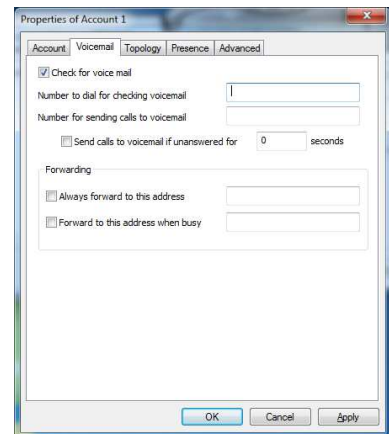 Properties of Account 1
Account Voicemail Topology Presence Advanced
Check for voice mail
Number to dial for checking voicemail
Number for sending calls to voicemail
Send calls to voicemail if unanswered for 0 seconds
Forwarding
Always forward to this address
Forward to this address when busy
OK Cancel Apply